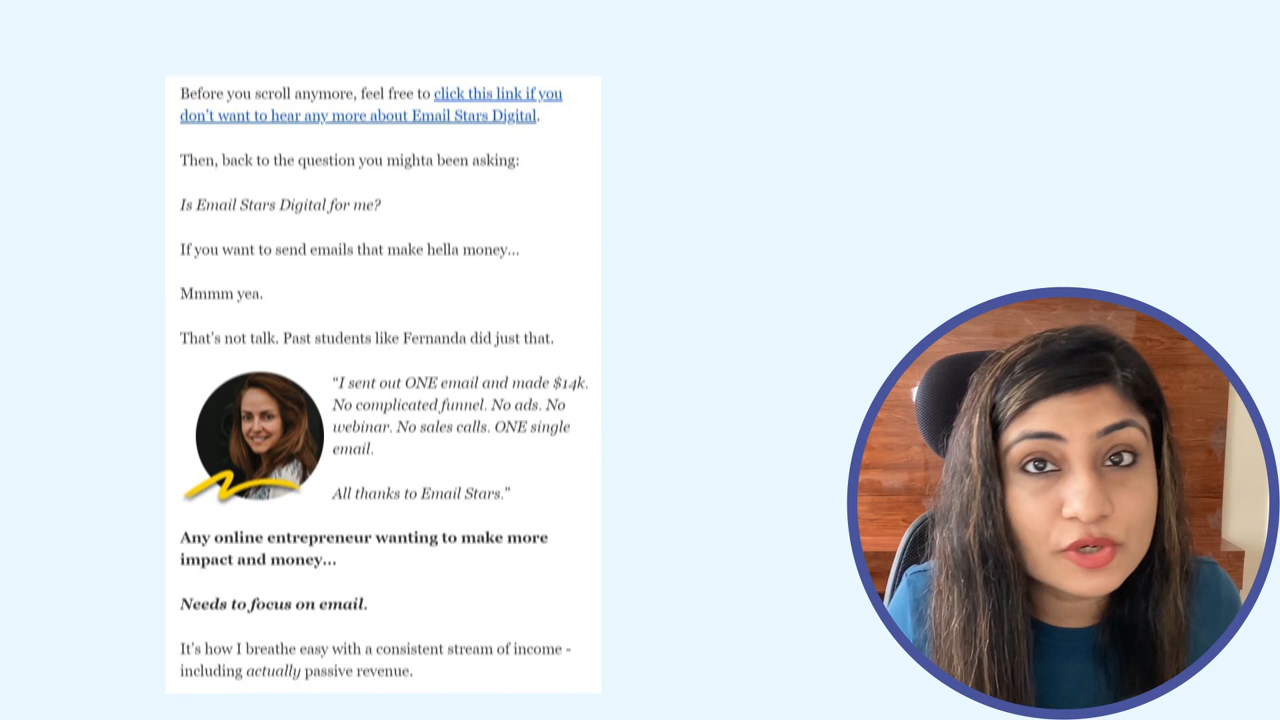 Before you scroll anymore, feel free to click this link if you
don't want to hear any more about Email Stars Digital.
Then, back to the question you mighta been asking:
Is Email Stars Digital for me?
If you want to send emails that make hella money...
Mmmm yea.
That's not talk. Past students like Fernanda did just that.
"I sent out ONE email and made $14k.
No complicated funnel. No ads. No
webinar. No sales calls. ONE single
email.
All thanks to Email Stars."
Any online entrepreneur wanting to make more
impact and money...
Needs to focus on email.
It's how I breathe easy with a consistent stream of income -
including actually passive revenue.